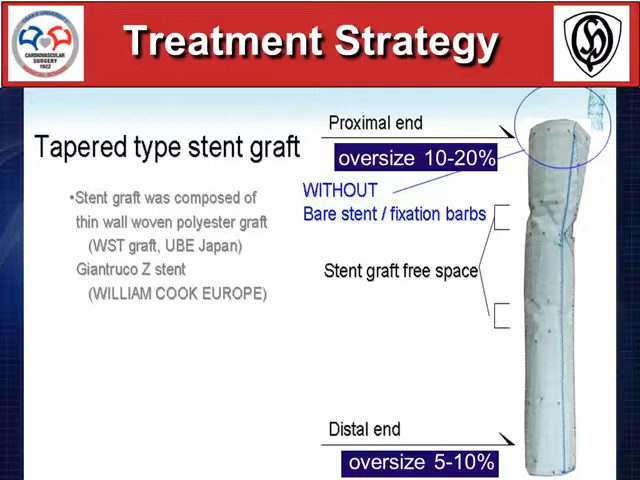 Treatment Strategy
CARDIOVASCULAR
SURGERY
1922
Tapered type stent graft
•Stent graft was composed of
thin wall woven polyester graft
(WST graft, UBE Japan)
Giantruco Z stent
(WILLIAM COOK EUROPE)
Proximal end
oversize 10-20%
WITHOUT
Bare stent / fixation barbs
Stent graft free space
Distal end
oversize 5-10%